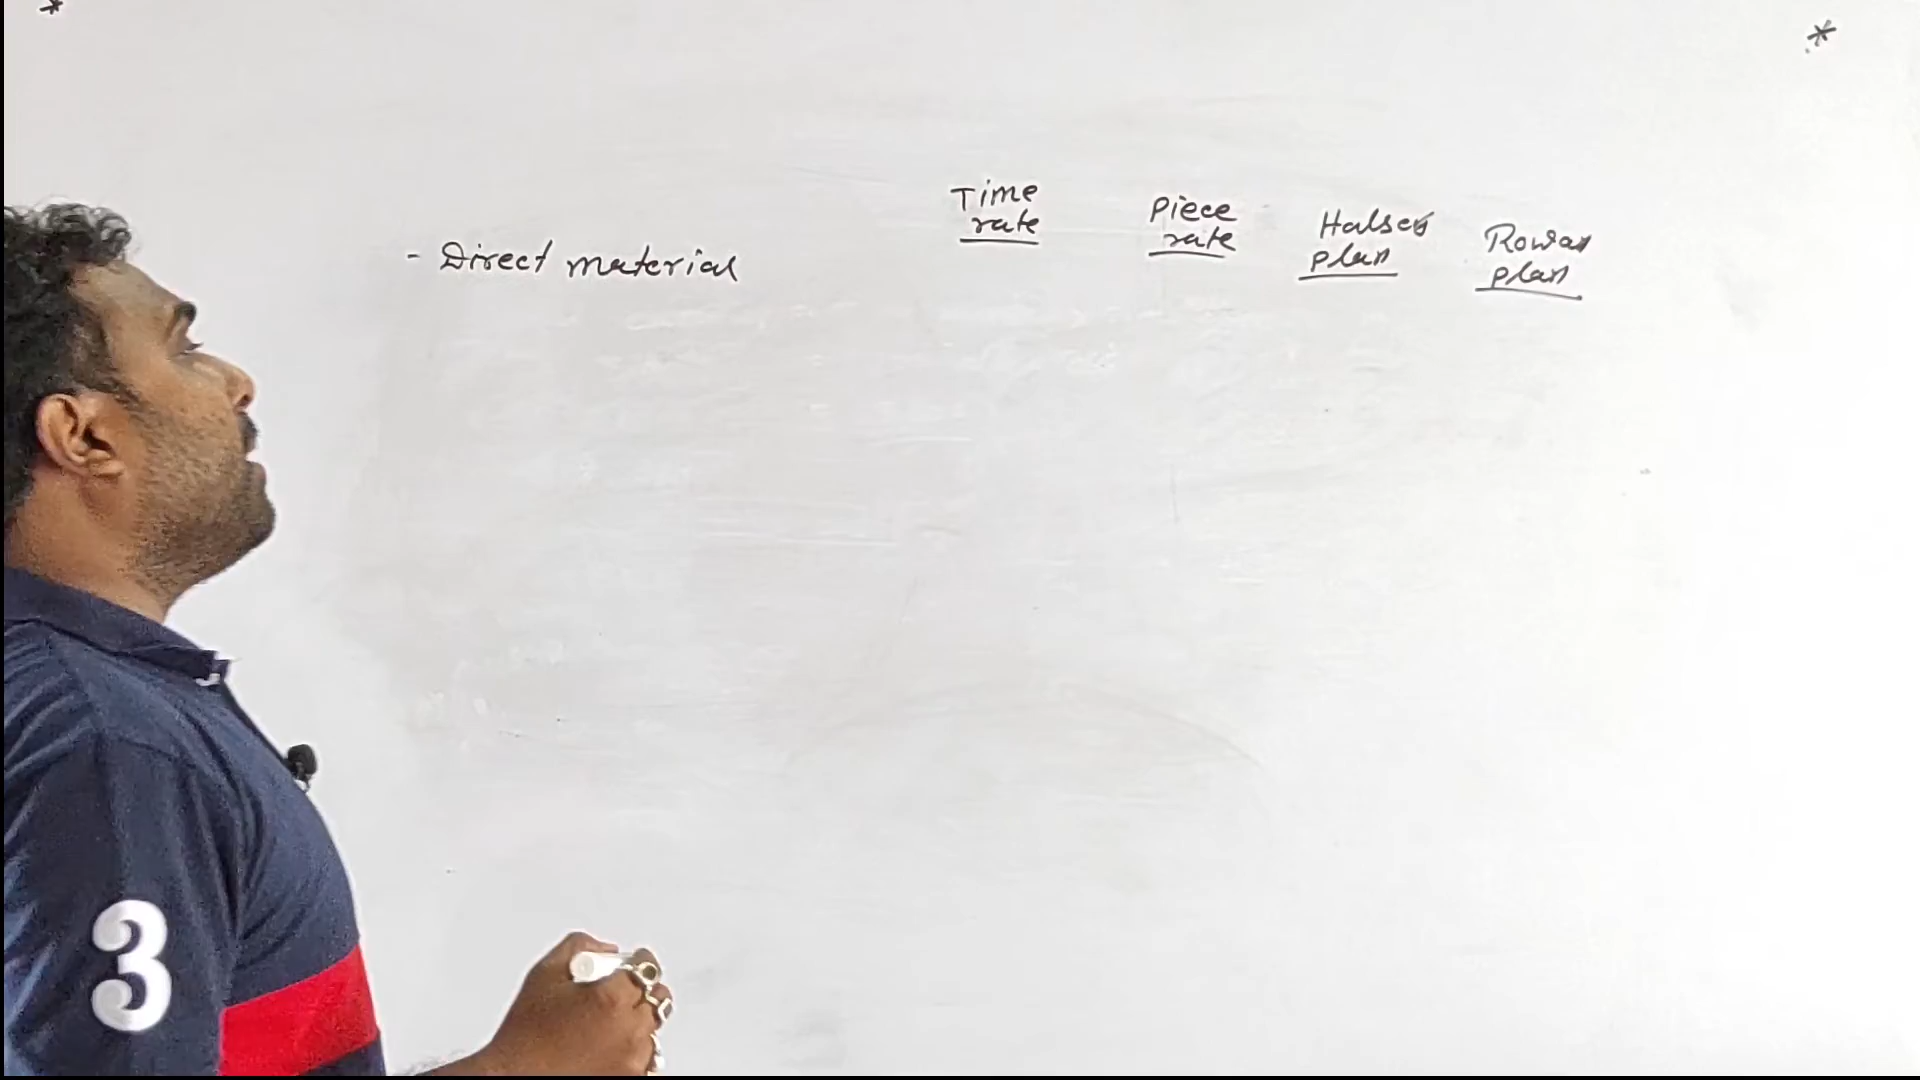 *
*
Time
rate
Piece
rate
Halsey
plan
Rowan
plan
- Direct material
3